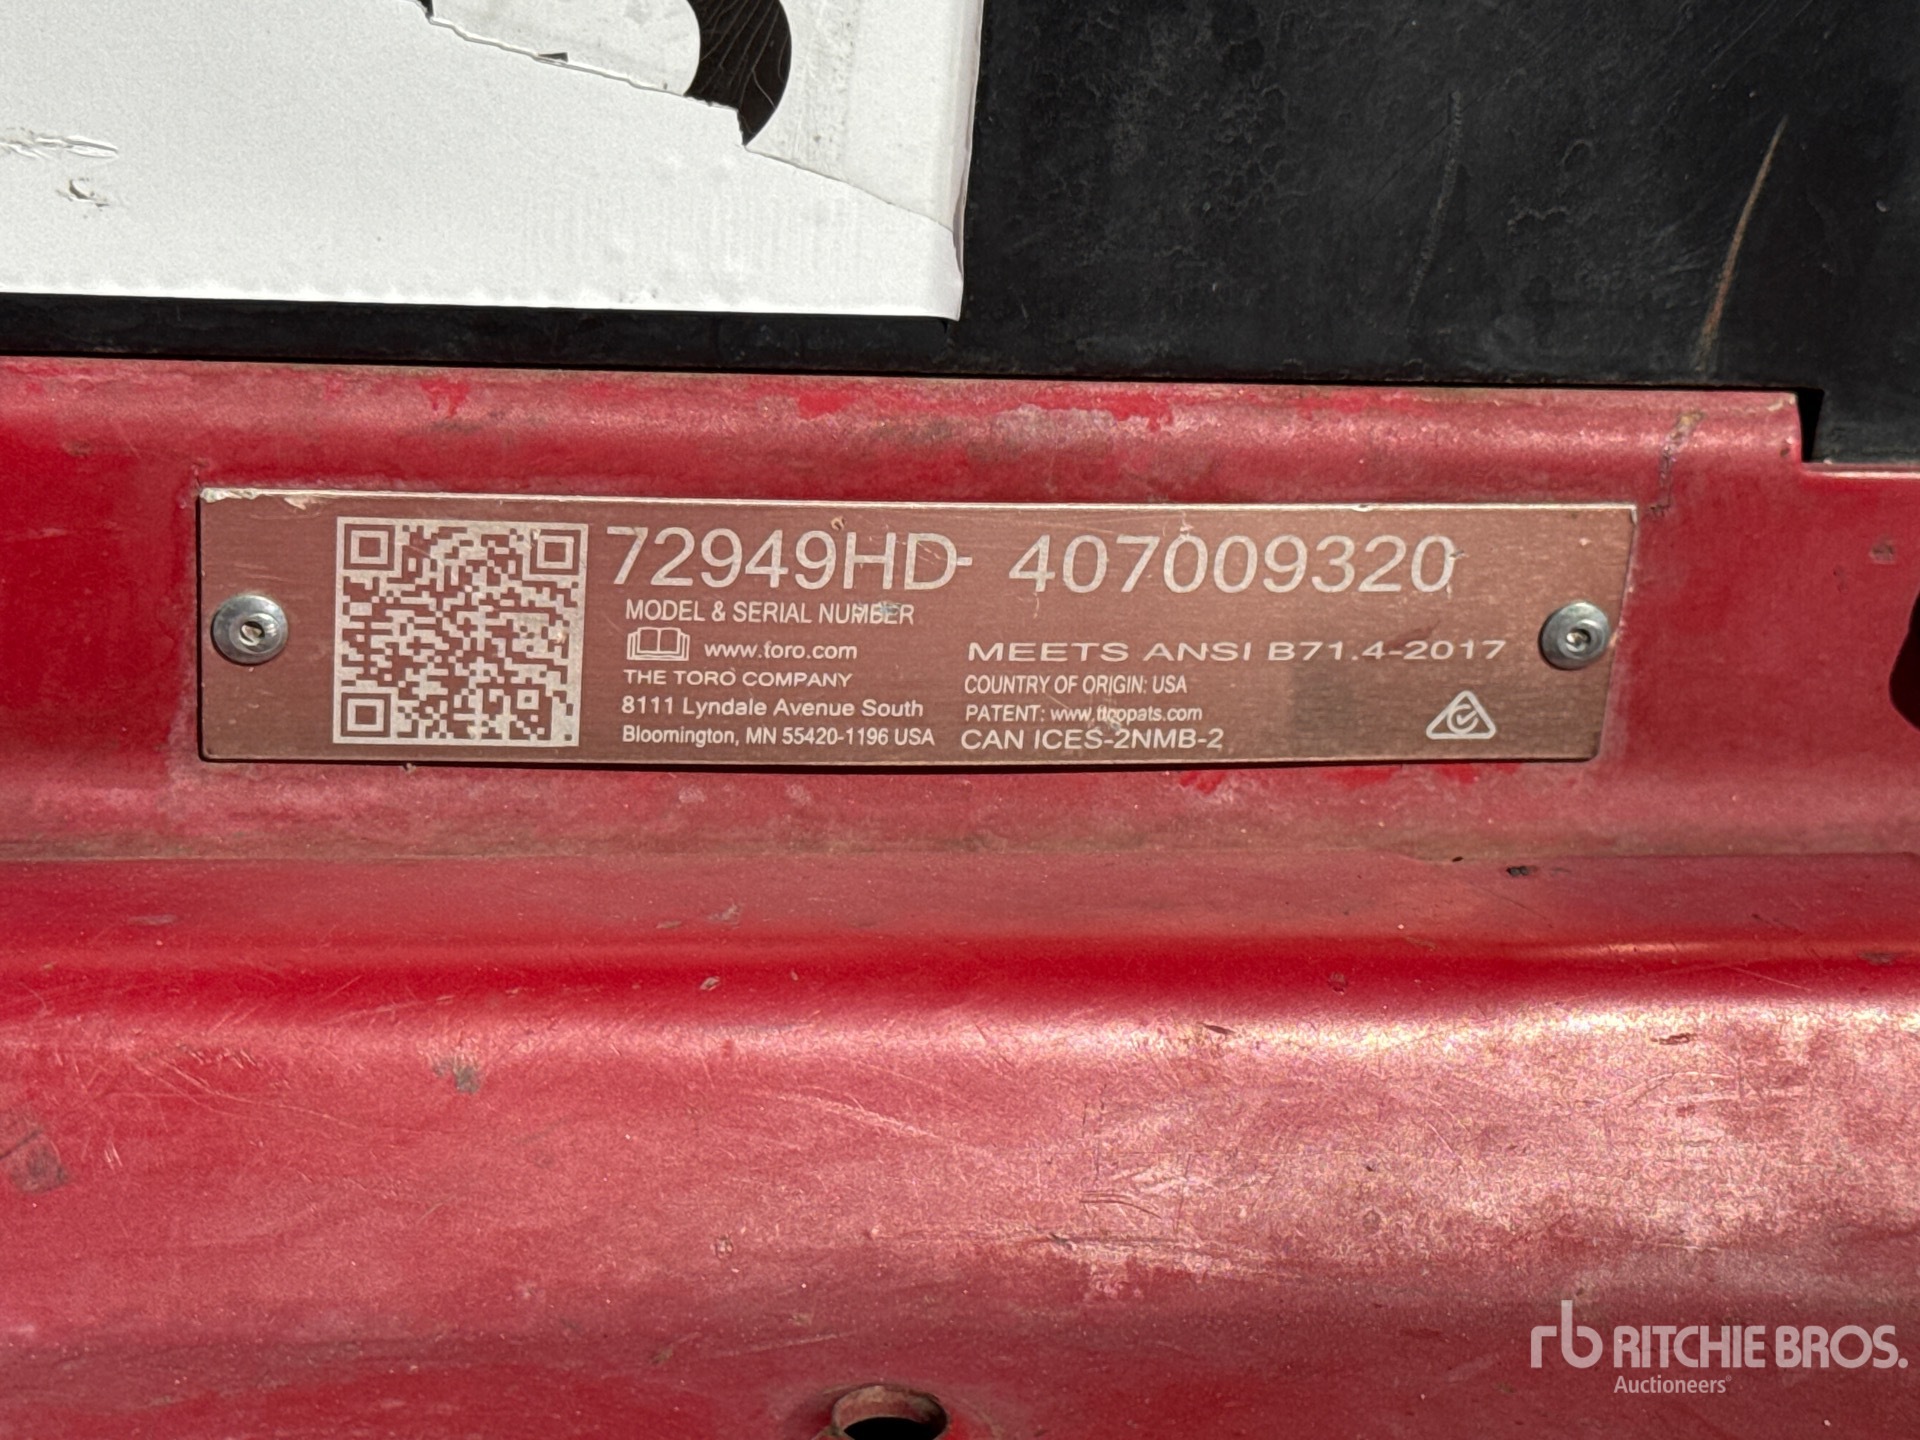 72949HD- 407009320
MODEL & SERIAL NUMBER
www.toro.com
THE TORO COMPANY
8111 Lyndale Avenue South
Bloomington, MN 55420-1196 USA
MEETS ANSI B71.4-2017
COUNTRY OF ORIGIN: USA
PATENT: www.ttcopats.com
CAN ICES-2NMB-2
rb RITCHIE BROS.
Auctioneers